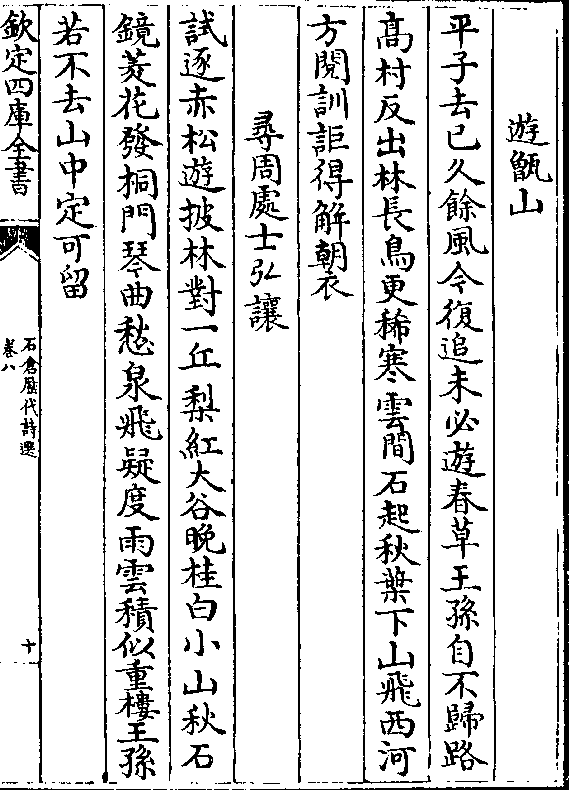 遊甑山
平子去已久餘風今復追未必遊春草王孫自不歸路
髙村反出林長鳥更稀寒雲間石起秋葉下山飛西河
方閱訓詎得解朝衣
尋周處士弘讓
試逐赤松遊披林對一丘梨紅大谷晚桂白小山秋石
鏡菱花發桐門琴曲愁泉飛疑度雨雲積似重樓王孫
若不去山中定可留
欽定四庫全書
石倉歴代詩選
卷八
十